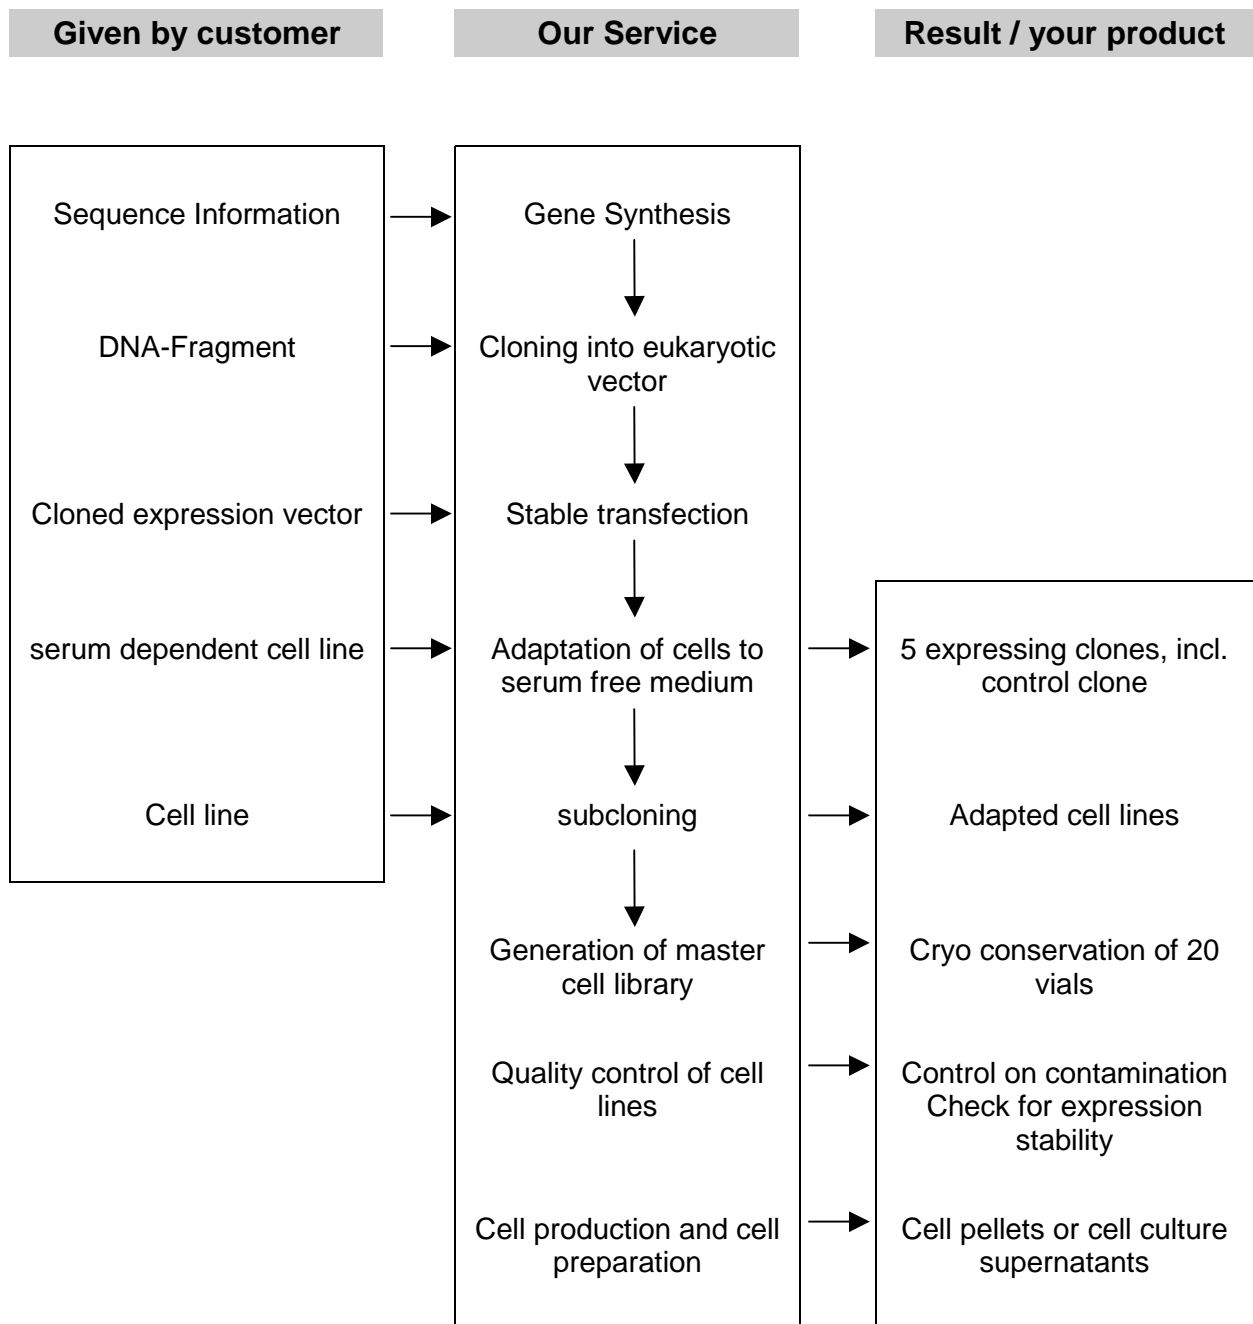 Given by customer
Our Service
Result / your product
Sequence Information
Gene Synthesis
DNA-Fragment
Cloning into eukaryotic
vector
Cloned expression vector
Stable transfection
serum dependent cell line
Adaptation of cells to
serum free medium
5 expressing clones, incl.
control clone
Cell line
subcloning
Adapted cell lines
Generation of master
cell library
Cryo conservation of 20
vials
Quality control of cell
lines
Control on contamination
Check for expression
stability
Cell production and cell
preparation
Cell pellets or cell culture
supernatants